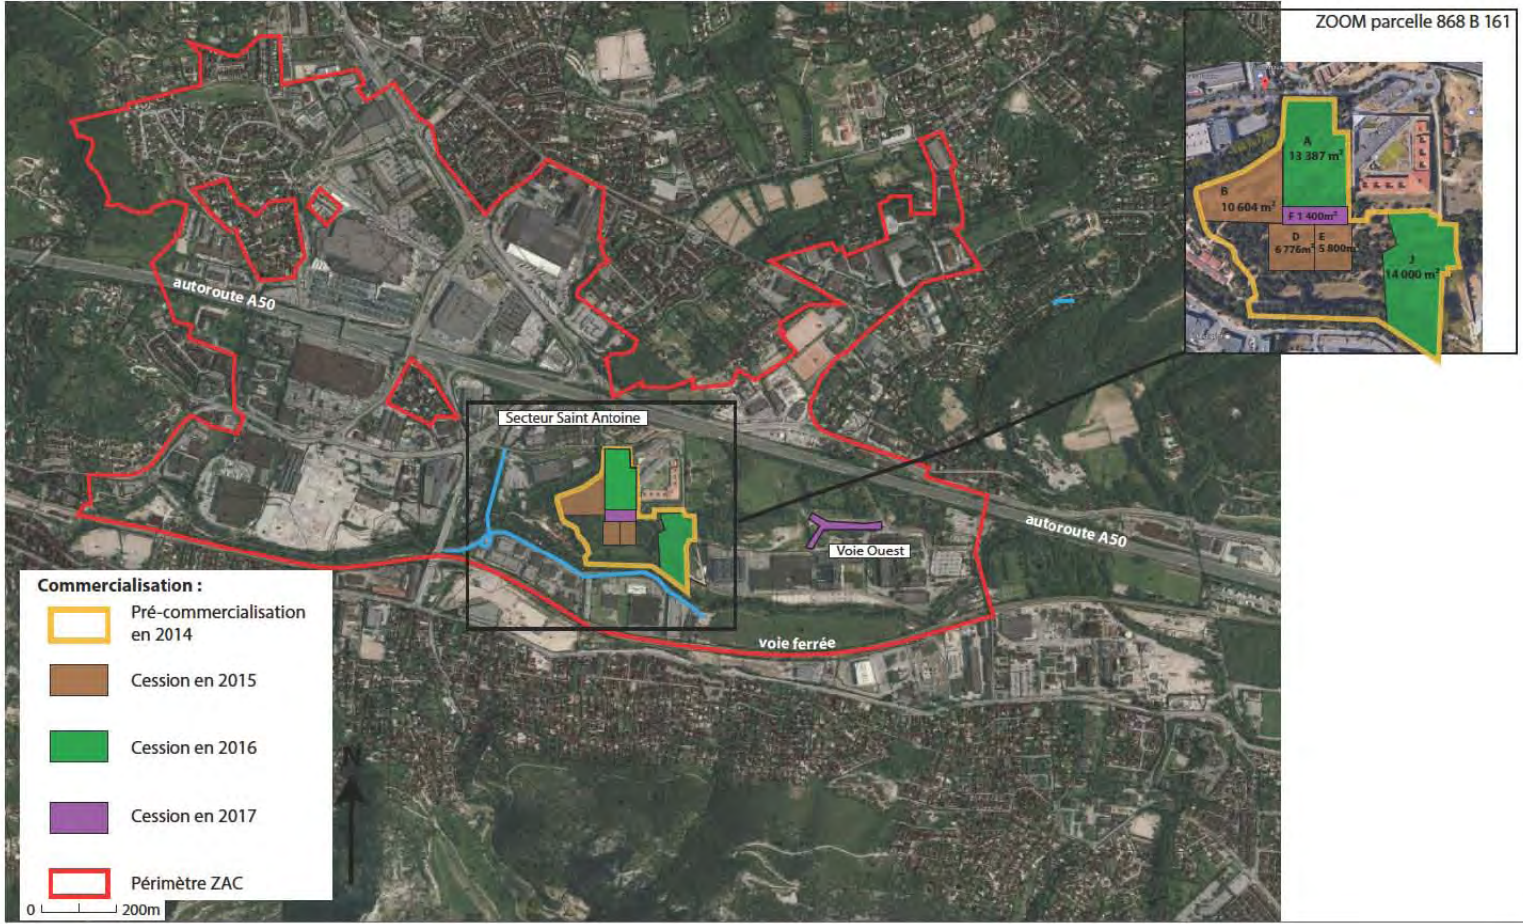 ZOOM parcelle 868 B 161
A
13 387 m²
B
10 604 m²
F 1 400m²
D
6 776m²
E
5 800m²
J
14 000 m²
autoroute A50
Secteur Saint Antoine
autoroute A50
Voie Ouest
voie ferrée
Commercialisation :
Pré-commercialisation
en 2014
Cession en 2015
Cession en 2016
Cession en 2017
Périmètre ZAC
0 200m
N